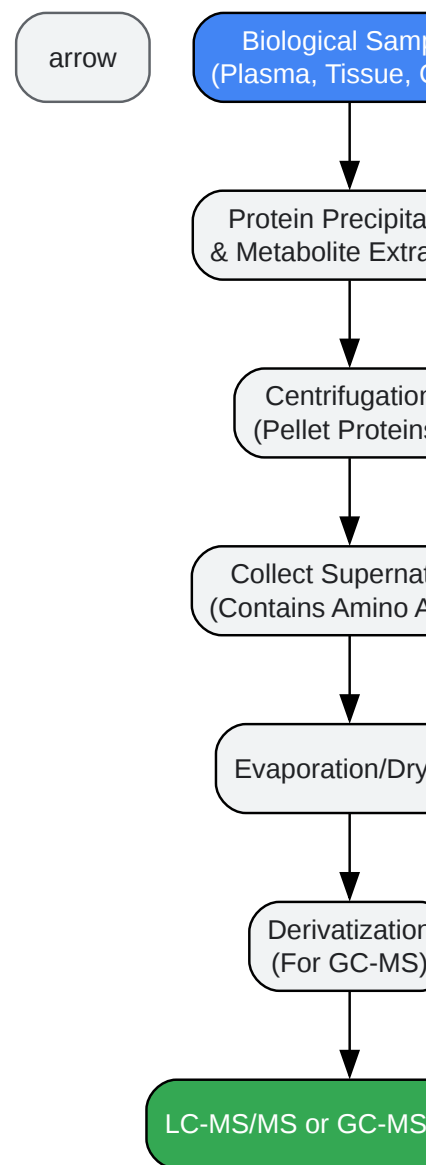 arrow
Biological Samp
(Plasma, Tissue, C
Protein Precipita
& Metabolite Extra
Centrifugation
(Pellet Proteins
Collect Supernat
(Contains Amino A
Evaporation/Dry
Derivatization
(For GC-MS)
LC-MS/MS or GC-MS